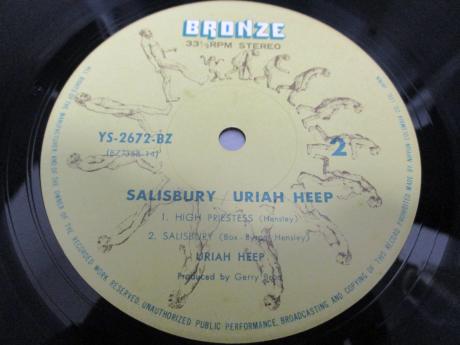 BRONZE
33⅓ RPM STEREO
YS-2672-BZ
2
SALISBURY URIAH HEEP
1. HIGH PRIESTESS (Hensley)
2. SALISBURY (Box - Byron - Hensley)
URIAH HEEP
Produced by Gerry Bron
ALL RIGHTS OF THE MANUFACTURER AND OF THE OWNER OF THE RECORDED WORK RESERVED. UNAUTHORIZED PUBLIC PERFORMANCE, BROADCASTING AND COPYING OF THIS RECORD PROHIBITED